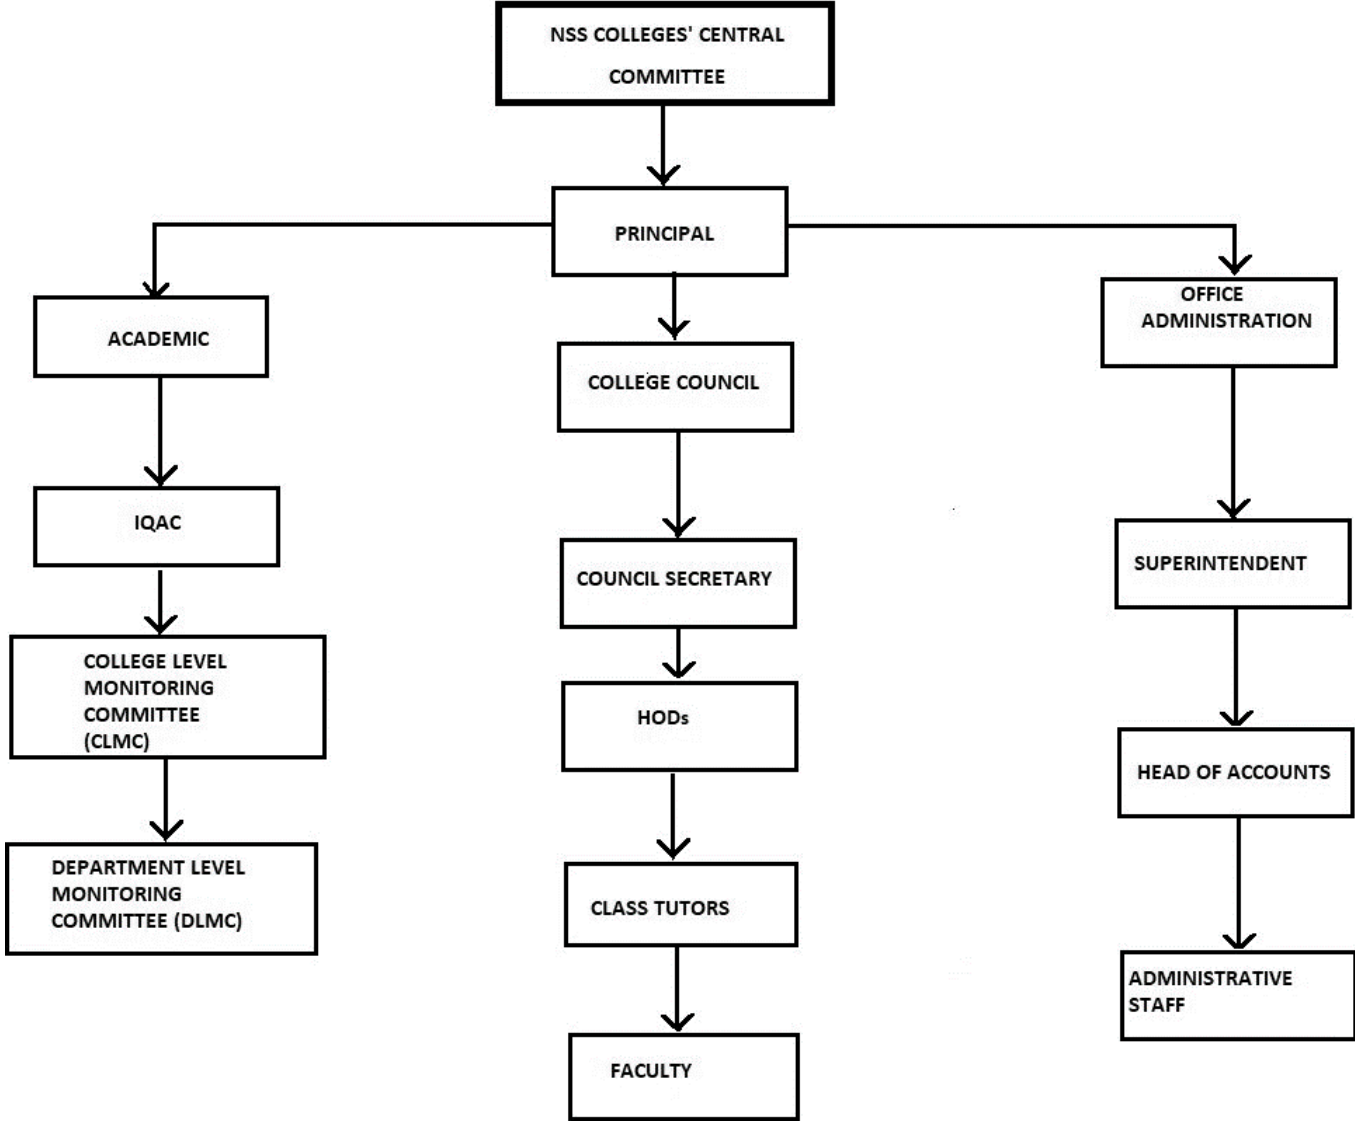 NSS COLLEGES' CENTRAL
COMMITTEE
PRINCIPAL
ACADEMIC
IQAC
COLLEGE LEVEL
MONITORING
COMMITTEE
(CLMC)
DEPARTMENT LEVEL
MONITORING
COMMITTEE (DLMC)
COLLEGE COUNCIL
COUNCIL SECRETARY
HODs
CLASS TUTORS
FACULTY
OFFICE
ADMINISTRATION
SUPERINTENDENT
HEAD OF ACCOUNTS
ADMINISTRATIVE
STAFF